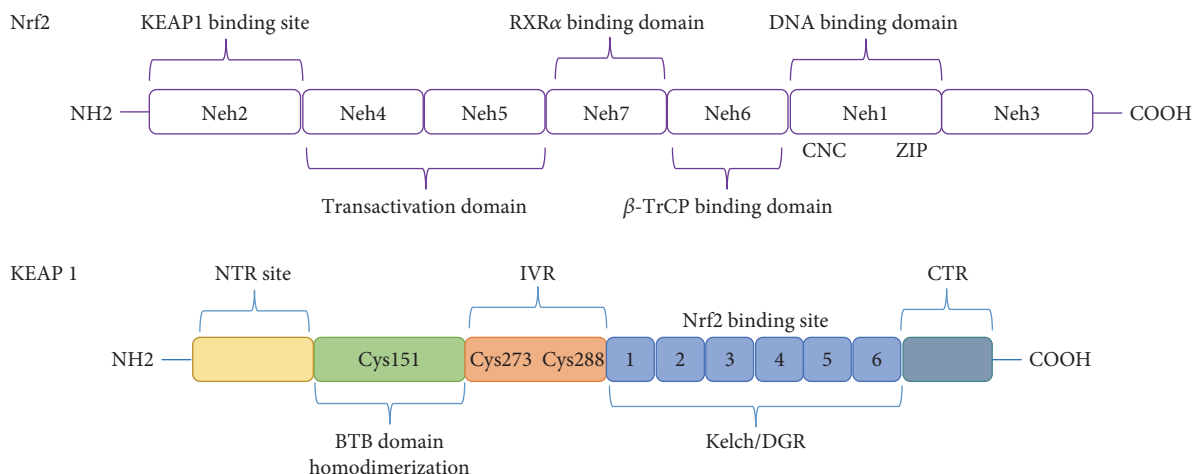 Nrf2
KEAP1 binding site
RXRα binding domain
DNA binding domain
NH2
Neh2
Neh4
Neh5
Neh7
Neh6
Neh1
Neh3
COOH
CNC
ZIP
Transactivation domain
β-TrCP binding domain
KEAP 1
NTR site
IVR
CTR
Nrf2 binding site
NH2
Cys151
Cys273
Cys288
1
2
3
4
5
6
COOH
BTB domain
homodimerization
Kelch/DGR